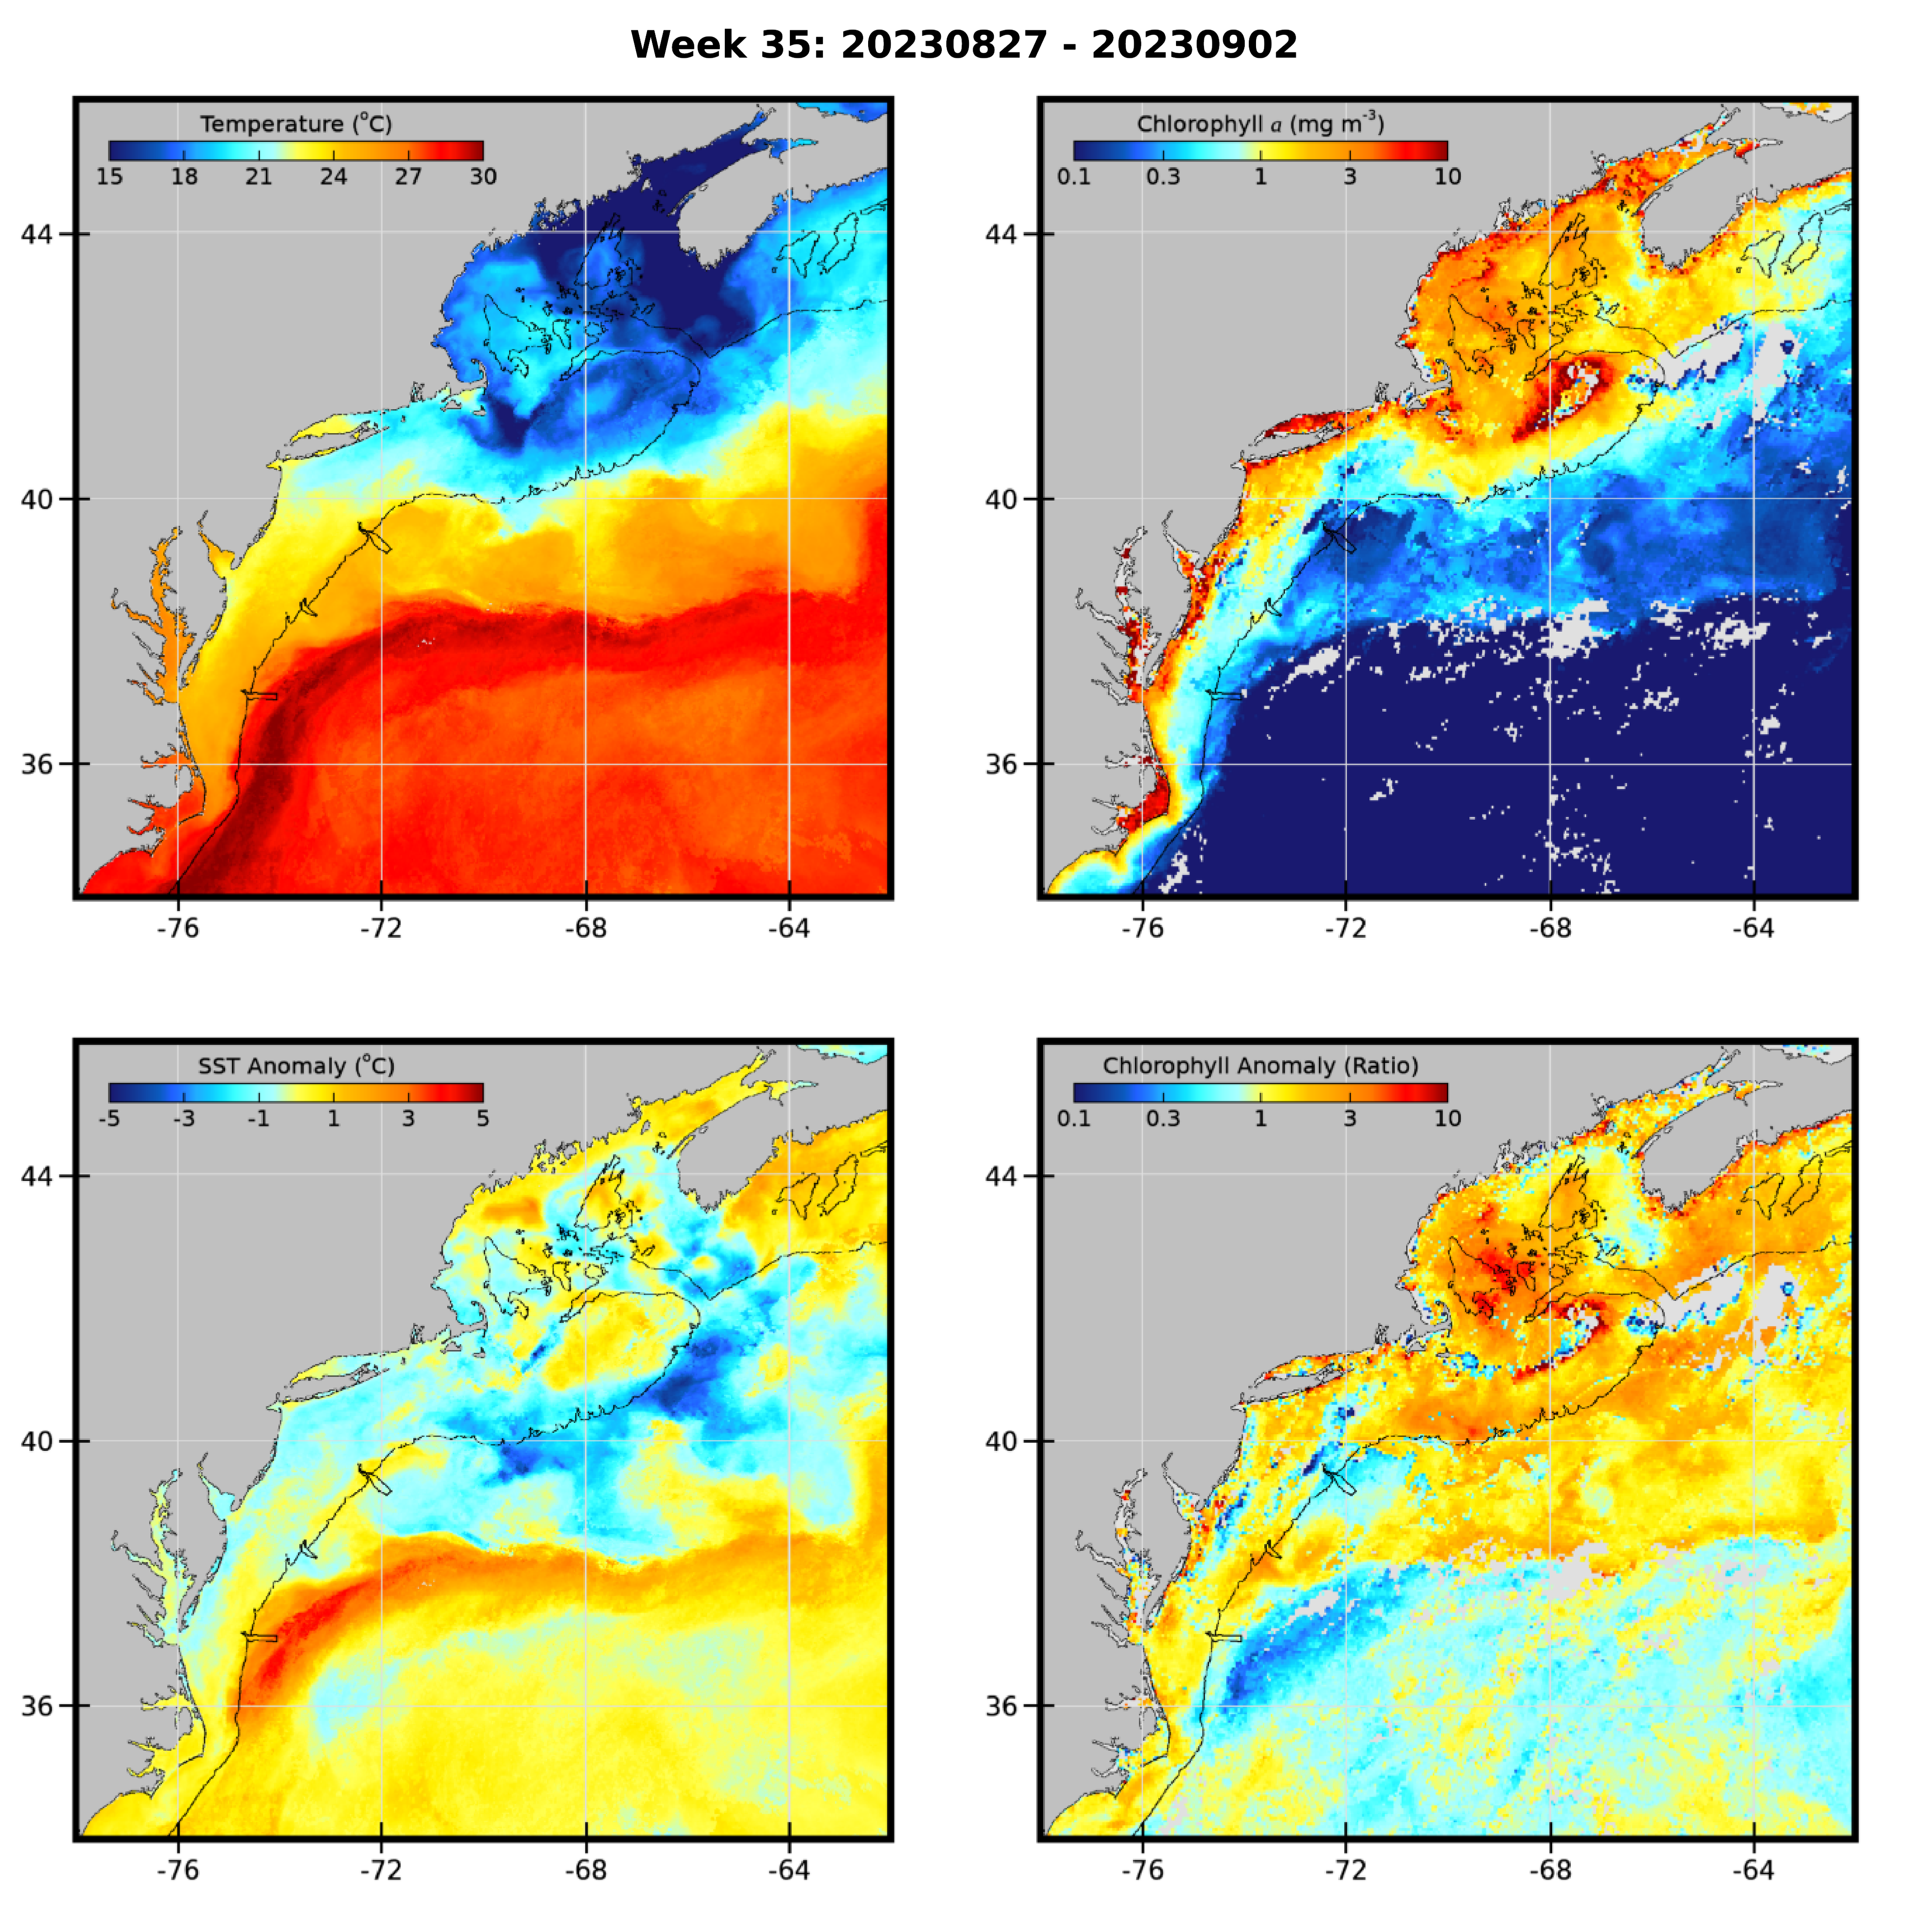 Week 35: 20230827 - 20230902
Temperature (°C)
15 18 21 24 27 30
44
40
36
-76 -72 -68 -64
Chlorophyll a (mg m⁻³)
0.1 0.3 1 3 10
44
40
36
-76 -72 -68 -64
SST Anomaly (°C)
-5 -3 -1 1 3 5
44
40
36
-76 -72 -68 -64
Chlorophyll Anomaly (Ratio)
0.1 0.3 1 3 10
44
40
36
-76 -72 -68 -64